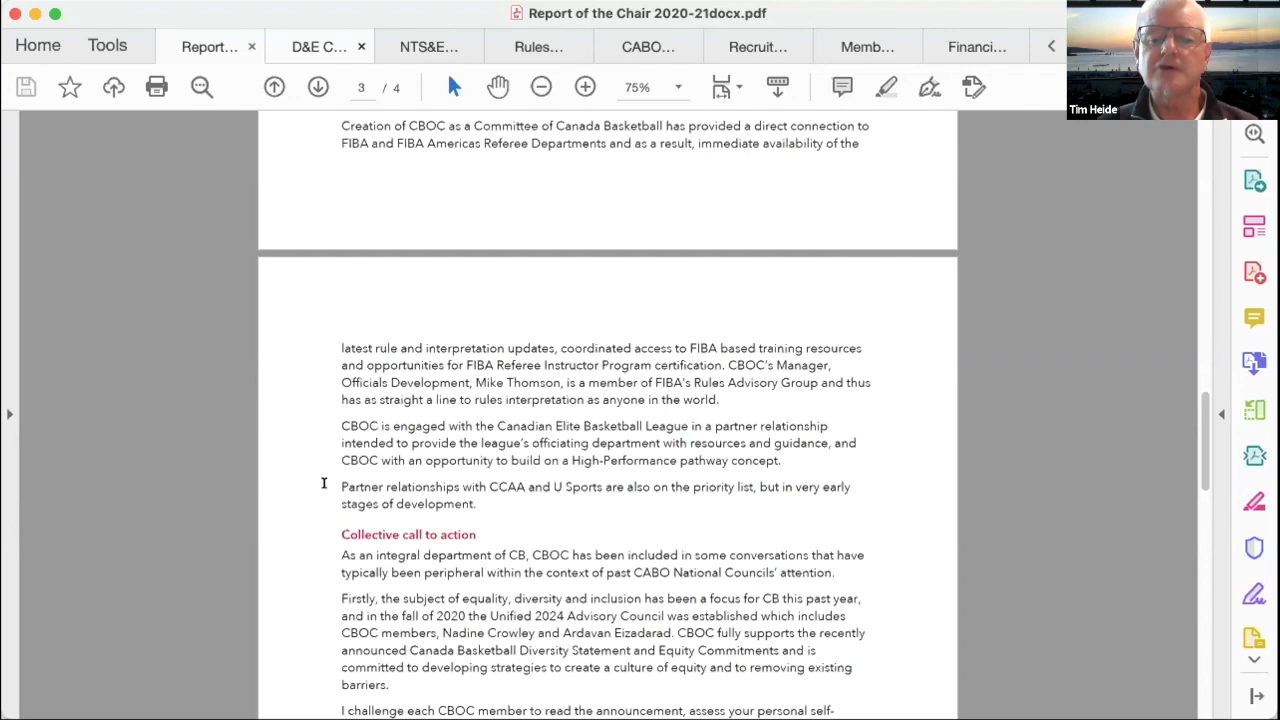 Report of the Chair 2020-21docx.pdf
Home
Tools
Report...
D&E C...
NTS&E...
Rules...
CABO...
Recruit...
Memb...
Financi...
3 / 4
75%
Tim Heide
Creation of CBOC as a Committee of Canada Basketball has provided a direct connection to
FIBA and FIBA Americas Referee Departments and as a result, immediate availability of the
latest rule and interpretation updates, coordinated access to FIBA based training resources
and opportunities for FIBA Referee Instructor Program certification. CBOC's Manager,
Officials Development, Mike Thomson, is a member of FIBA's Rules Advisory Group and thus
has as straight a line to rules interpretation as anyone in the world.
CBOC is engaged with the Canadian Elite Basketball League in a partner relationship
intended to provide the league's officiating department with resources and guidance, and
CBOC with an opportunity to build on a High-Performance pathway concept.
Partner relationships with CCAA and U Sports are also on the priority list, but in very early
stages of development.
Collective call to action
As an integral department of CB, CBOC has been included in some conversations that have
typically been peripheral within the context of past CABO National Councils' attention.
Firstly, the subject of equality, diversity and inclusion has been a focus for CB this past year,
and in the fall of 2020 the Unified 2024 Advisory Council was established which includes
CBOC members, Nadine Crowley and Ardavan Eizadarad. CBOC fully supports the recently
announced Canada Basketball Diversity Statement and Equity Commitments and is
committed to developing strategies to create a culture of equity and to removing existing
barriers.
I challenge each CBOC member to read the announcement, assess your personal self-